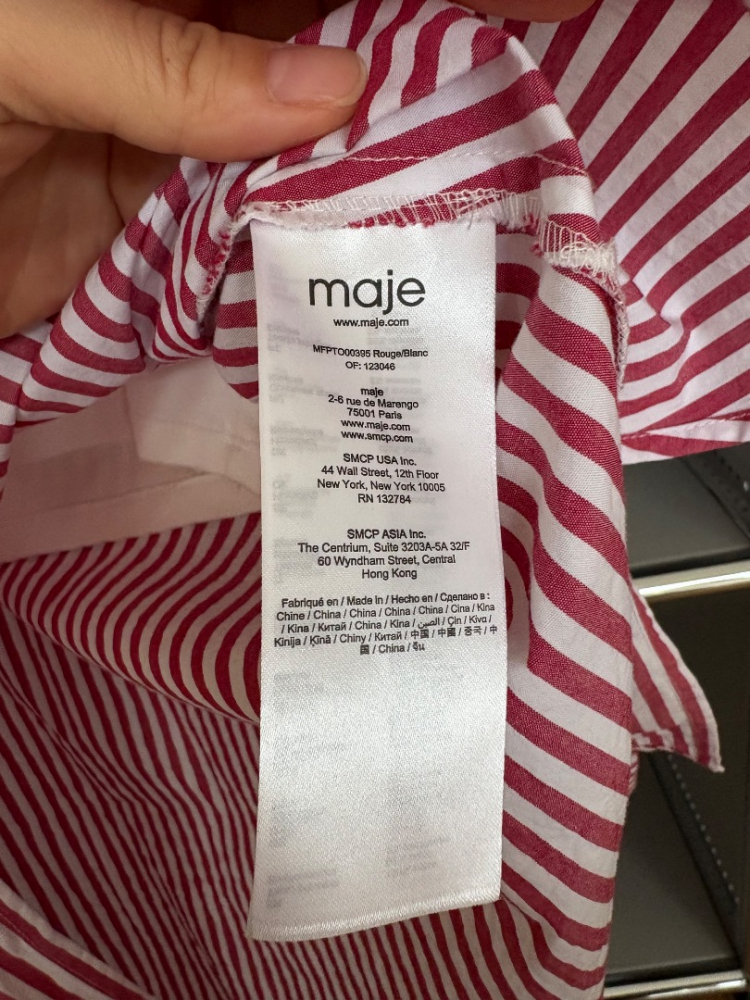 maje
www.maje.com
MFPTO00395 Rouge/Blanc
OF: 123046
maje
2-6 rue de Marengo
75001 Paris
www.maje.com
www.smcp.com
SMCP USA Inc.
44 Wall Street, 12th Floor
New York, New York 10005
RN 132784
SMCP ASIA Inc.
The Centrium, Suite 3203A-5A 32/F
60 Wyndham Street, Central
Hong Kong
Fabriqué en / Made in / Hecho en / Сделано в :
Chine / China / China / China / China / Cina / Kina
/ Kina / Китай / China / Kina / الصين / Çin / Kíva /
Kinija / Ķīnā / Chiny / Китай / 中国 / 中國 / 중국 / 中
国 / China / จีน